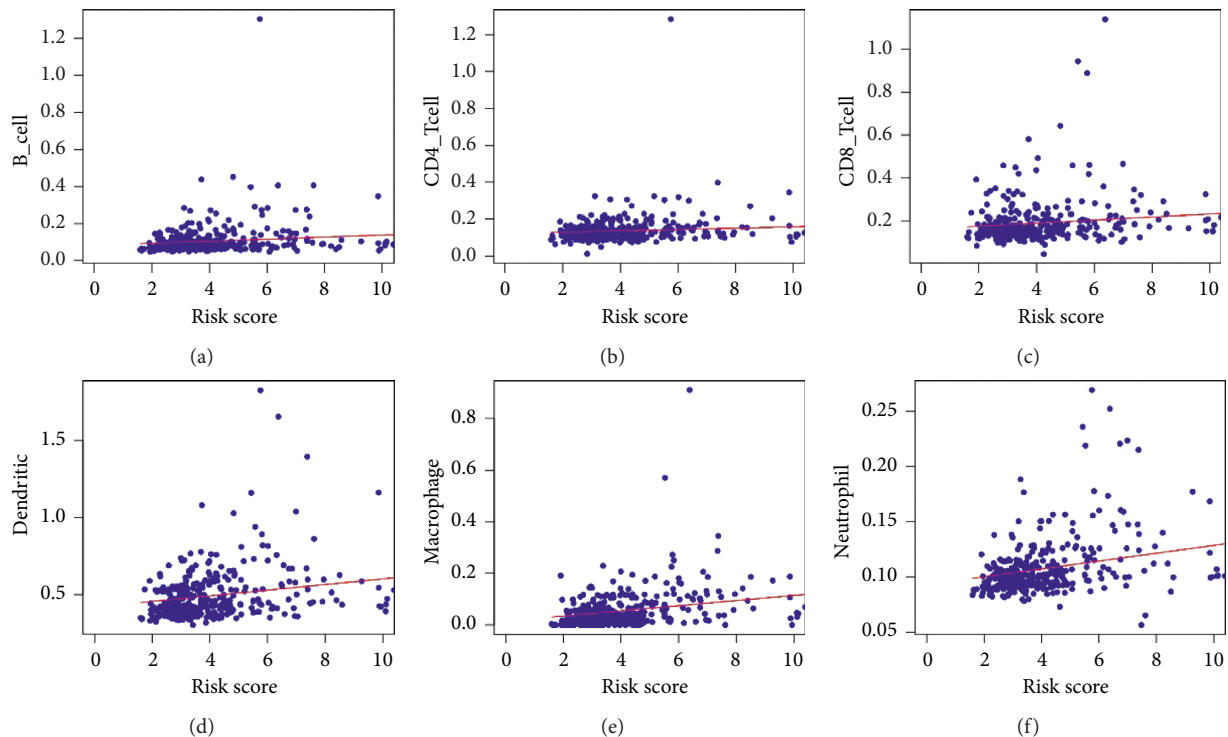 B_cell
1.2
1.0
0.8
0.6
0.4
0.2
0.0
0 2 4 6 8 10
Risk score
(a)
CD4_Tcell
1.2
1.0
0.8
0.6
0.4
0.2
0.0
0 2 4 6 8 10
Risk score
(b)
CD8_Tcell
1.0
0.8
0.6
0.4
0.2
0 2 4 6 8 10
Risk score
(c)
Dendritic
1.5
1.0
0.5
0 2 4 6 8 10
Risk score
(d)
Macrophage
0.8
0.6
0.4
0.2
0.0
0 2 4 6 8 10
Risk score
(e)
Neutrophil
0.25
0.20
0.15
0.10
0.05
0 2 4 6 8 10
Risk score
(f)